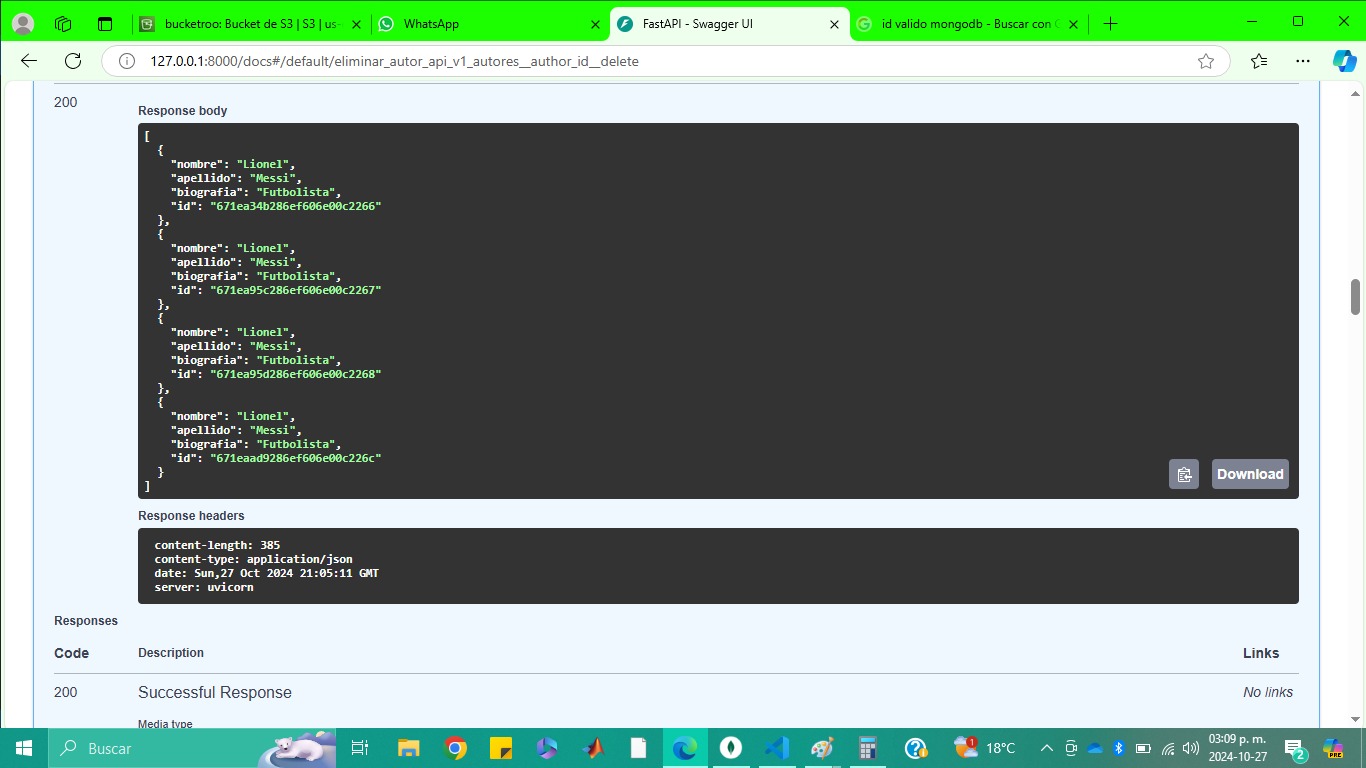 bucketroo: Bucket de S3 | S3 | us-
WhatsApp
FastAPI - Swagger UI
id valido mongodb - Buscar con
127.0.0.1:8000/docs#/default/eliminar_autor_api_v1_autores__author_id__delete
200
Response body
[
{
"nombre": "Lionel",
"apellido": "Messi",
"biografia": "Futbolista",
"id": "671ea34b286ef606e00c2266"
},
{
"nombre": "Lionel",
"apellido": "Messi",
"biografia": "Futbolista",
"id": "671ea95c286ef606e00c2267"
},
{
"nombre": "Lionel",
"apellido": "Messi",
"biografia": "Futbolista",
"id": "671ea95d286ef606e00c2268"
},
{
"nombre": "Lionel",
"apellido": "Messi",
"biografia": "Futbolista",
"id": "671eaad9286ef606e00c226c"
}
]
Download
Response headers
content-length: 385
content-type: application/json
date: Sun,27 Oct 2024 21:05:11 GMT
server: uvicorn
Responses
Code Description Links
200 Successful Response No links
Media type
Buscar
1
18°C
03:09 p. m.
2024-10-27
2
PRE